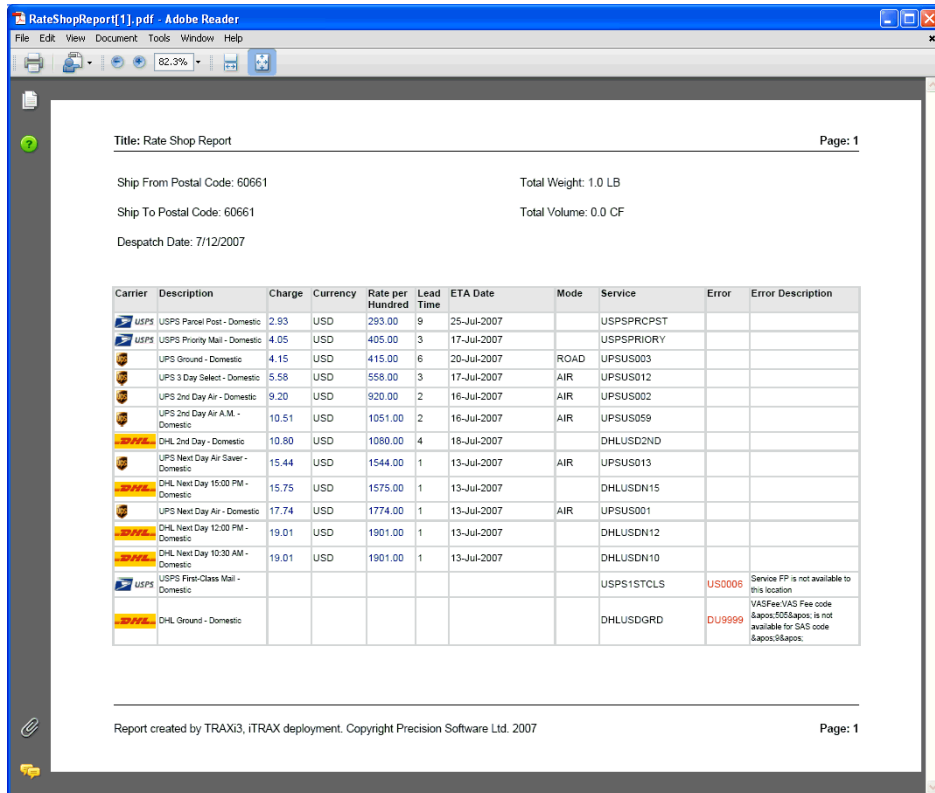 RateShopReport[1].pdf - Adobe Reader
File Edit View Document Tools Window Help
82.3%
Title: Rate Shop Report Page: 1
Ship From Postal Code: 60661 Total Weight: 1.0 LB
Ship To Postal Code: 60661 Total Volume: 0.0 CF
Despatch Date: 7/12/2007
Carrier Description Charge Currency Rate per Hundred Lead Time ETA Date Mode Service Error Error Description
USPS USPS Parcel Post - Domestic 2.93 USD 293.00 9 25-Jul-2007 USPSPRCPST
USPS USPS Priority Mail - Domestic 4.05 USD 405.00 3 17-Jul-2007 USPSPRIORY
ups UPS Ground - Domestic 4.15 USD 415.00 6 20-Jul-2007 ROAD UPSUS003
ups UPS 3 Day Select - Domestic 5.58 USD 558.00 3 17-Jul-2007 AIR UPSUS012
ups UPS 2nd Day Air - Domestic 9.20 USD 920.00 2 16-Jul-2007 AIR UPSUS002
ups UPS 2nd Day Air A.M. - Domestic 10.51 USD 1051.00 2 16-Jul-2007 AIR UPSUS059
DHL DHL 2nd Day - Domestic 10.80 USD 1080.00 4 18-Jul-2007 DHLUSD2ND
ups UPS Next Day Air Saver - Domestic 15.44 USD 1544.00 1 13-Jul-2007 AIR UPSUS013
DHL DHL Next Day 15:00 PM - Domestic 15.75 USD 1575.00 1 13-Jul-2007 DHLUSDN15
ups UPS Next Day Air - Domestic 17.74 USD 1774.00 1 13-Jul-2007 AIR UPSUS001
DHL DHL Next Day 12:00 PM - Domestic 19.01 USD 1901.00 1 13-Jul-2007 DHLUSDN12
DHL DHL Next Day 10:30 AM - Domestic 19.01 USD 1901.00 1 13-Jul-2007 DHLUSDN10
USPS USPS First-Class Mail - Domestic USPS1STCLS US0006 Service FP is not available to this location
DHL DHL Ground - Domestic DHLUSDGRD DU9999 VASFee:VAS Fee code &apos;505&apos; is not available for SAS code &apos;9&apos;
Report created by TRAXi3, iTRAX deployment. Copyright Precision Software Ltd. 2007 Page: 1